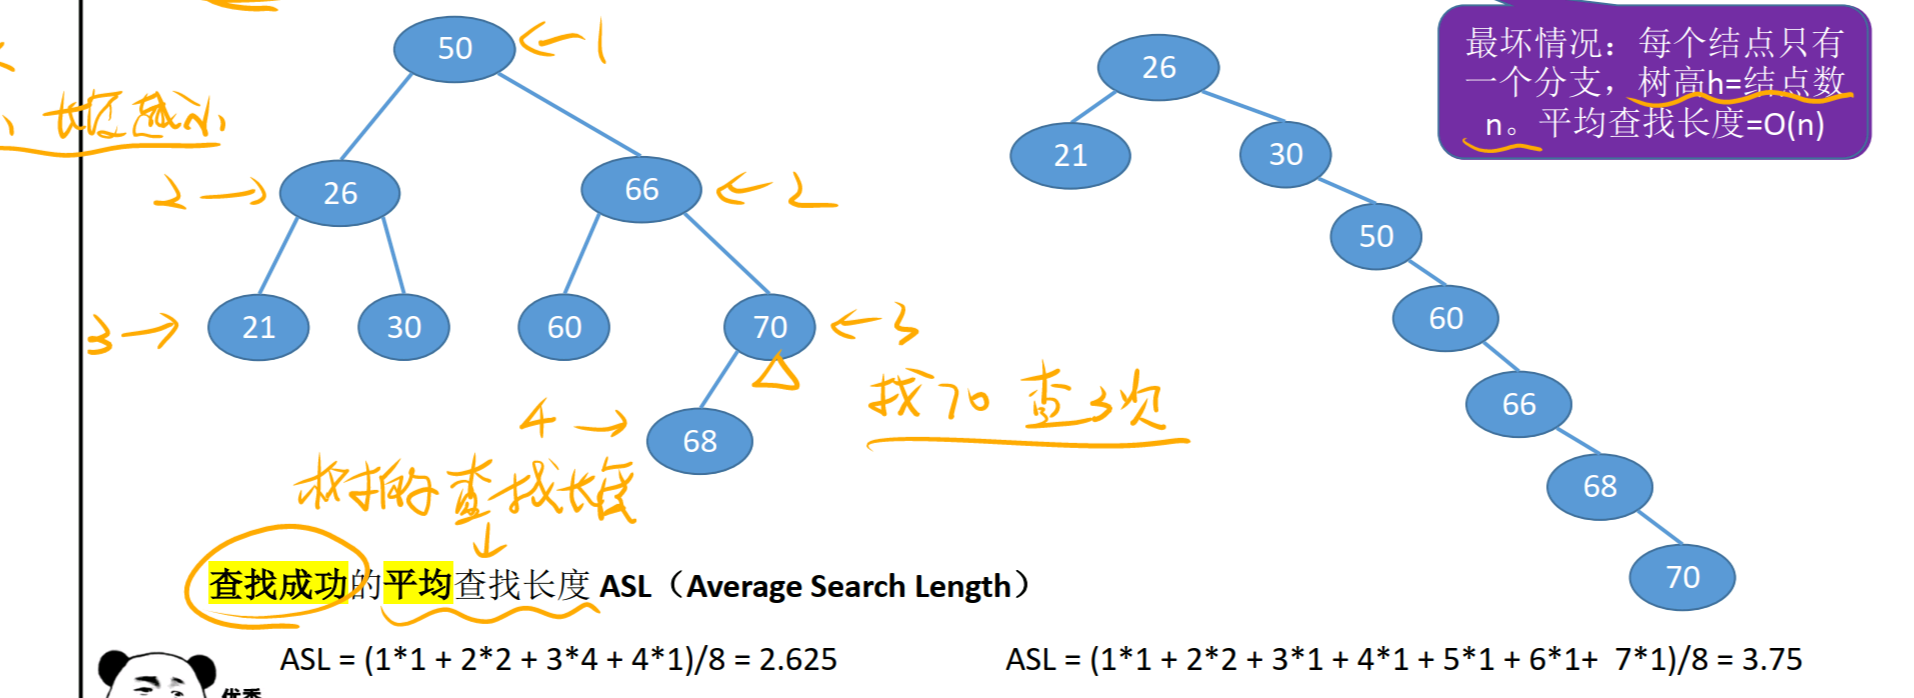 50
←1
26
最坏情况：每个结点只有
一个分支，树高h=结点数
n。平均查找长度=O(n)
21
30
2→
26
66
←2
50
3→
21
30
60
70
←3
60
找70 查3次
66
4→
68
68
树的查找长度
70
查找成功的平均查找长度 ASL（Average Search Length）
ASL = (1*1 + 2*2 + 3*4 + 4*1)/8 = 2.625
ASL = (1*1 + 2*2 + 3*1 + 4*1 + 5*1 + 6*1+ 7*1)/8 = 3.75